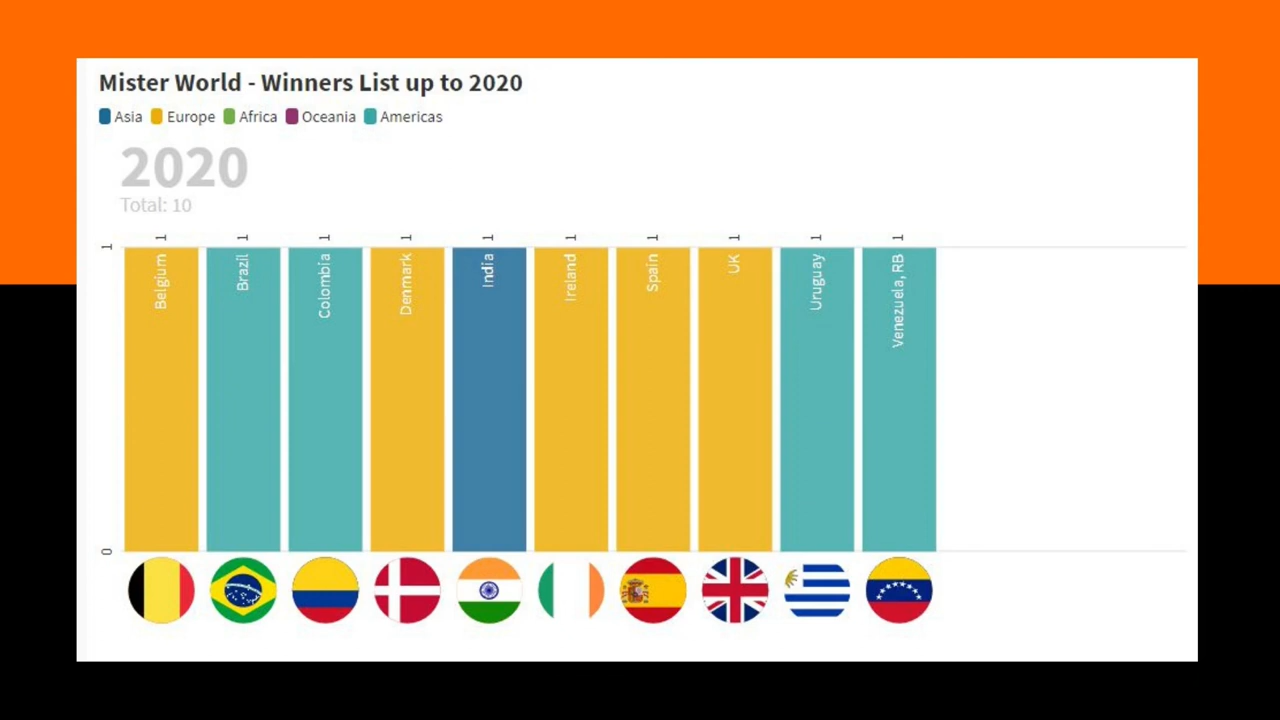 Mister World - Winners List up to 2020
Asia Europe Africa Oceania Americas
2020
Total: 10
1
1 1 1 1 1 1 1 1 1 1
Belgium Brazil Colombia Denmark India Ireland Spain UK Uruguay Venezuela, RB
0